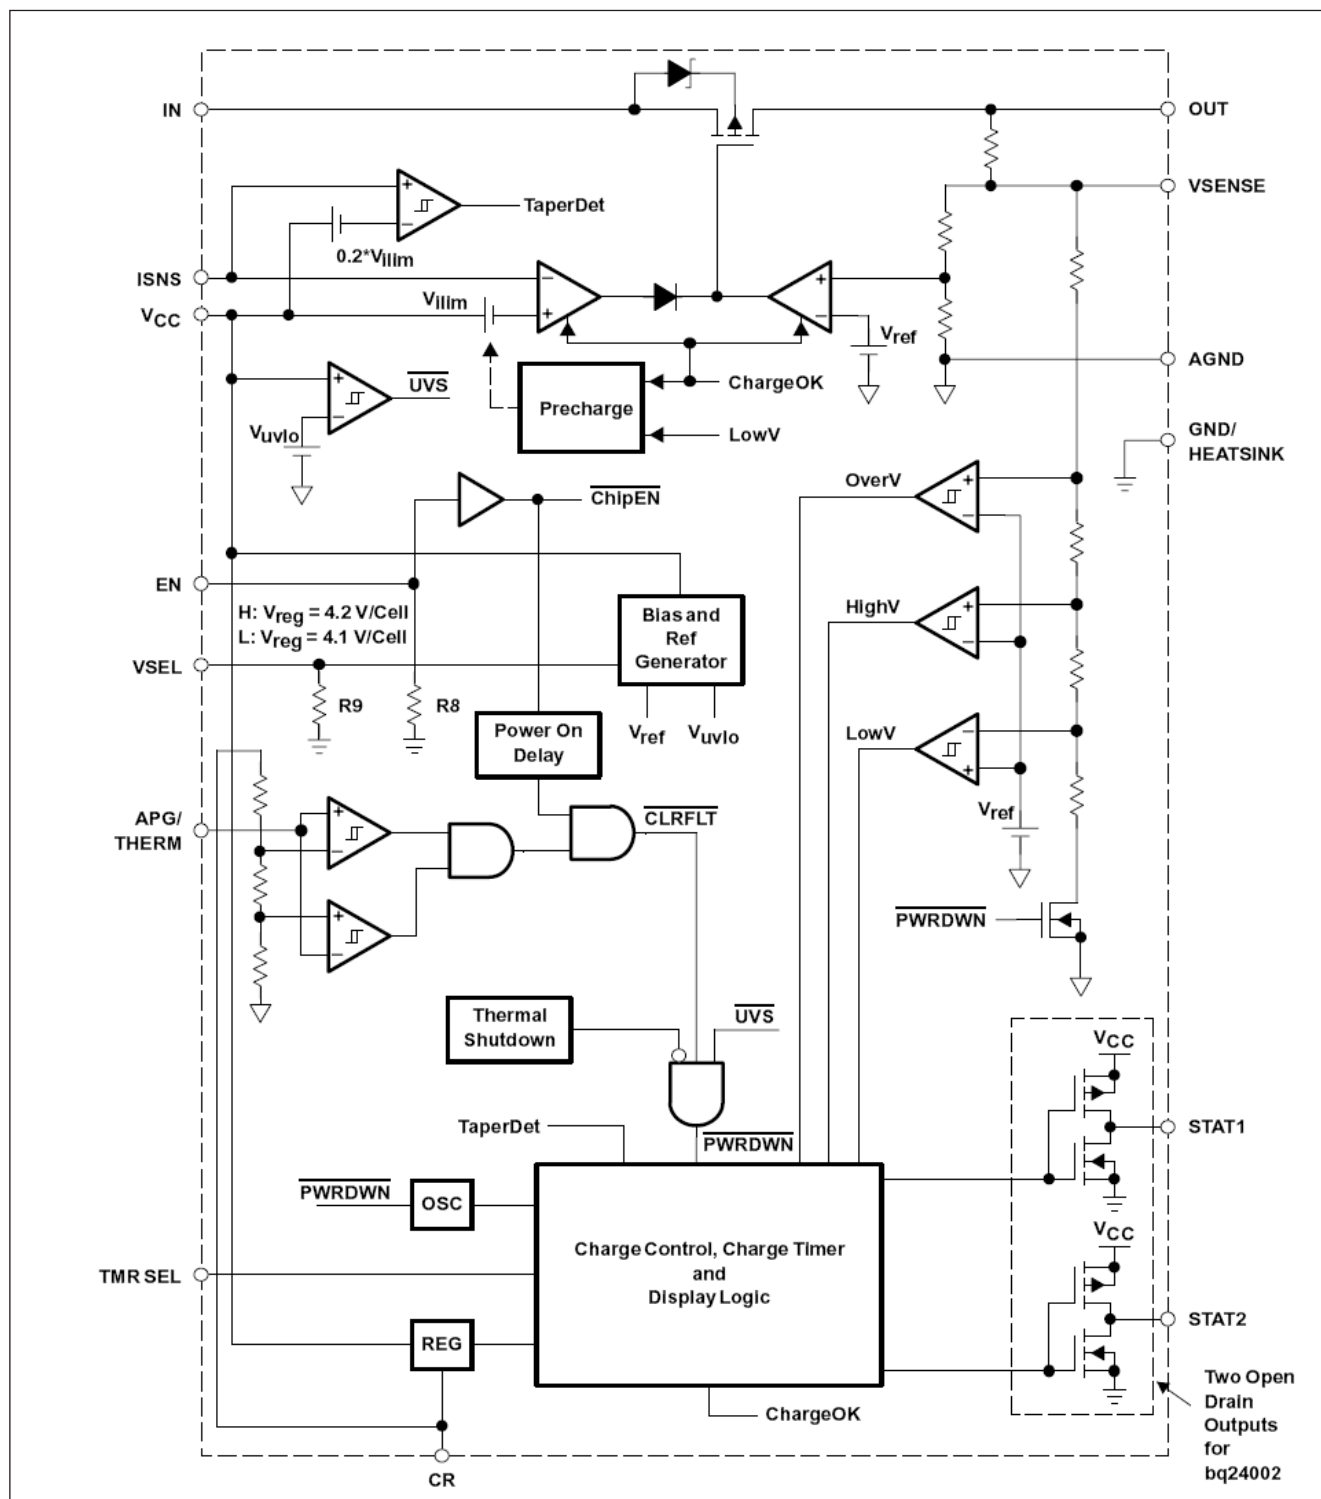 IN
OUT
VSENSE
+
−
TaperDet
0.2*Vilim
ISNS
VCC
Vilim
−
+
+
−
Vref
AGND
+
−
UVS
Vuvlo
Precharge
ChargeOK
LowV
GND/
HEATSINK
ChipEN
OverV
+
−
EN
H: Vreg = 4.2 V/Cell
L: Vreg = 4.1 V/Cell
VSEL
Bias and
Ref
Generator
HighV
+
−
R9
R8
Vref
Vuvlo
Power On
Delay
LowV
−
+
Vref
APG/
THERM
+
−
CLRFLT
+
−
PWRDWN
Thermal
Shutdown
UVS
VCC
TaperDet
PWRDWN
STAT1
PWRDWN
OSC
Charge Control, Charge Timer
and
Display Logic
TMR SEL
VCC
STAT2
REG
ChargeOK
Two Open
Drain
Outputs
for
bq24002
CR